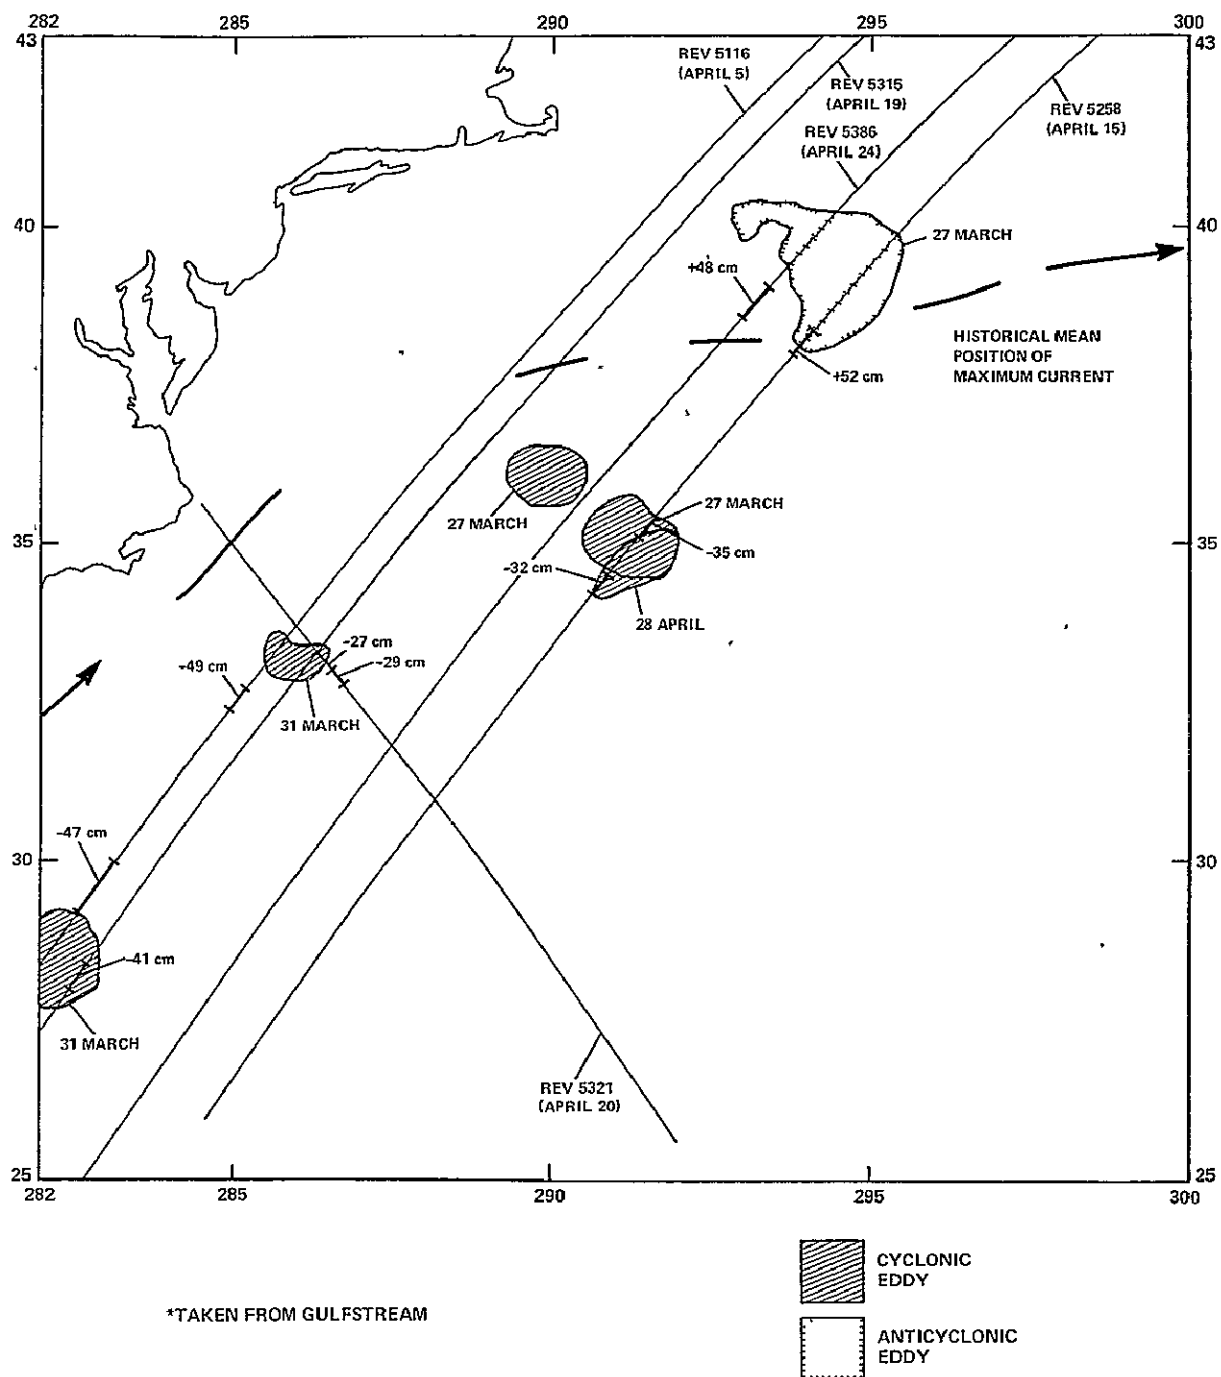 282
285
290
295
300
43
43
REV 5116
(APRIL 5)
REV 5315
(APRIL 19)
REV 5258
(APRIL 15)
REV 5386
(APRIL 24)
40
40
27 MARCH
+48 cm
HISTORICAL MEAN
POSITION OF
MAXIMUM CURRENT
+52 cm
27 MARCH
27 MARCH
35
35
-35 cm
-32 cm
28 APRIL
-27 cm
-29 cm
-49 cm
31 MARCH
30
30
-47 cm
-41 cm
31 MARCH
REV 5321
(APRIL 20)
25
25
282
285
290
295
300
CYCLONIC
EDDY
*TAKEN FROM GULFSTREAM
ANTICYCLONIC
EDDY